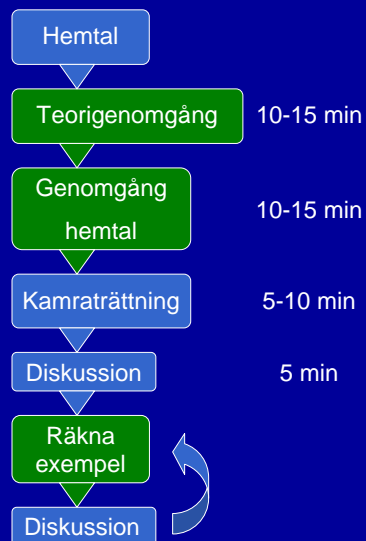 Hemtal
Teorigenomgång 10-15 min
Genomgång
hemtal 10-15 min
Kamraträttning 5-10 min
Diskussion 5 min
Räkna
exempel
Diskussion